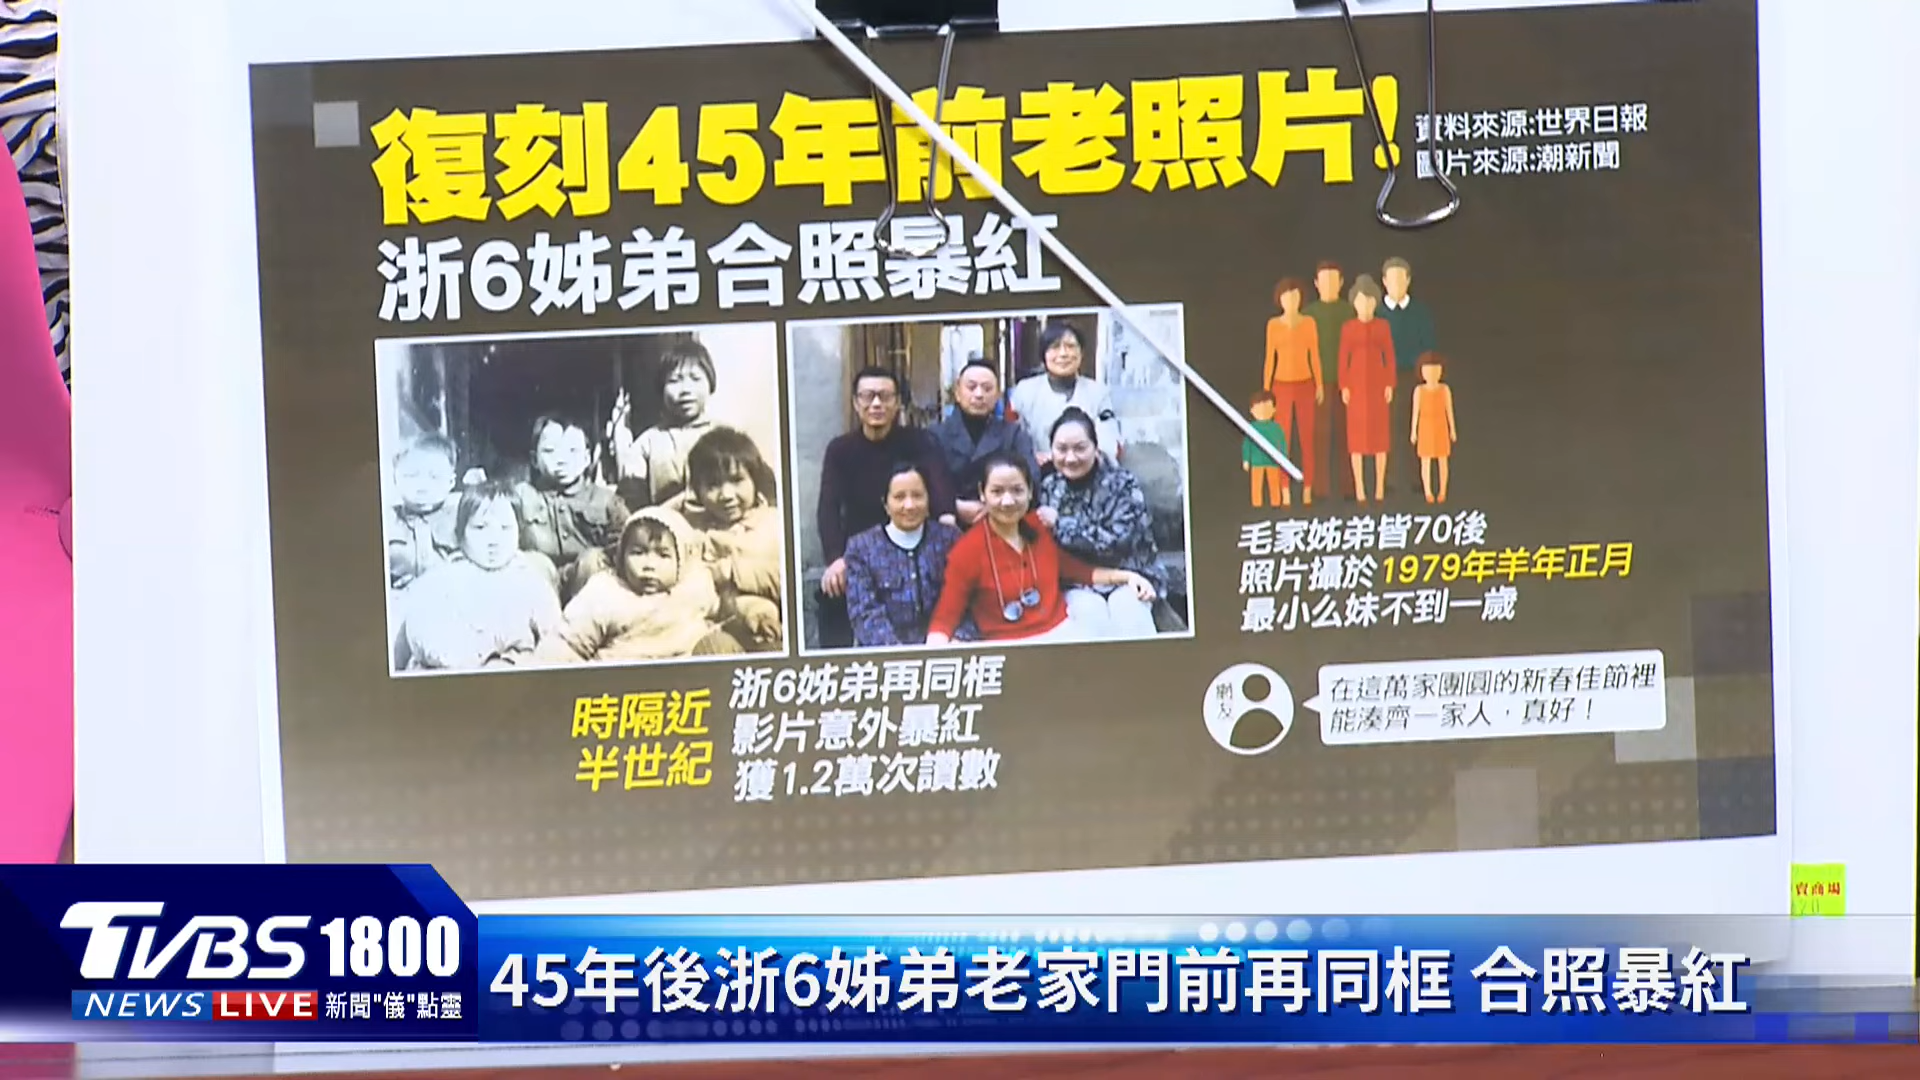 復刻45年前老照片!
資料來源:世界日報
圖片來源:潮新聞
浙6姊弟合照暴紅
毛家姊弟皆70後
照片攝於1979年羊年正月
最小么妹不到一歲
網友
在這萬家團圓的新春佳節裡
能湊齊一家人，真好！
時隔近
半世紀
浙6姊弟再同框
影片意外暴紅
獲1.2萬次讚數
賣商場
TVBS 1800
NEWS LIVE 新聞"儀"點靈
45年後浙6姊弟老家門前再同框 合照暴紅